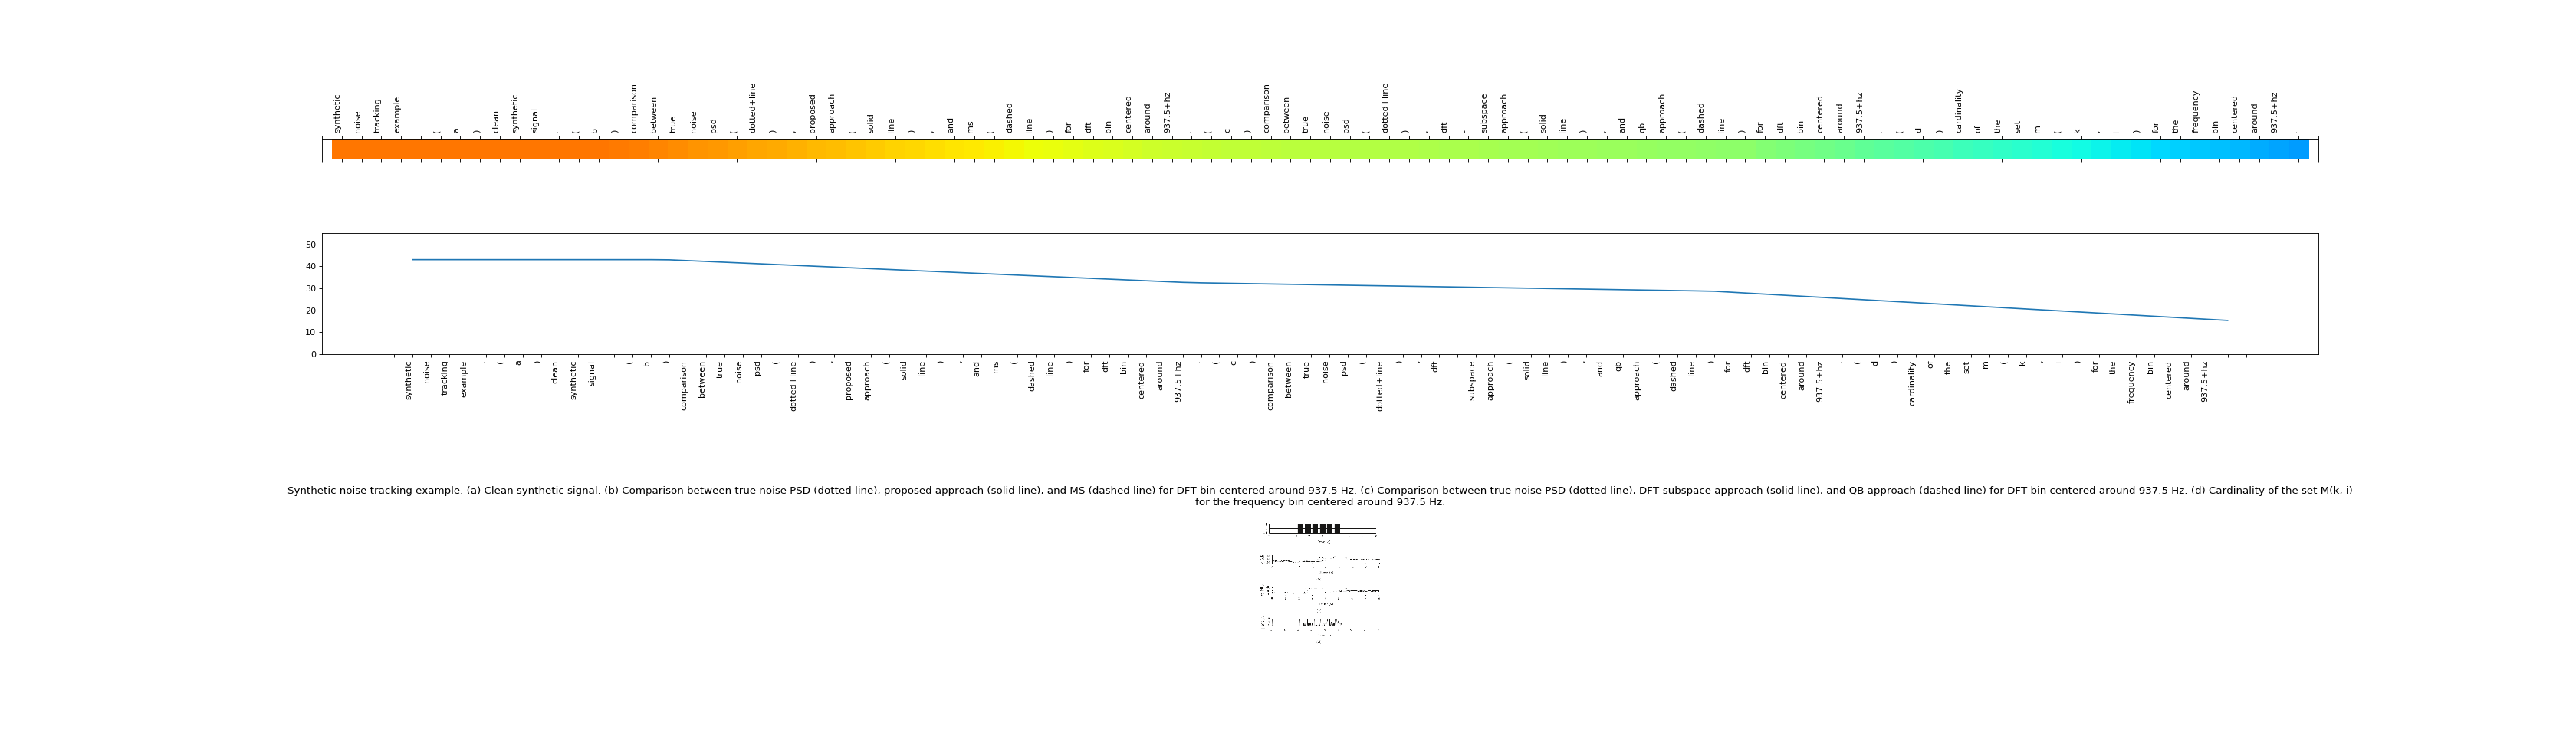 synthetic noise tracking example . ( a ) clean synthetic signal . ( b ) comparison between true noise psd ( dotted+line ) , proposed approach ( solid line ) , and ms ( dashed line ) for dft bin centered around 937.5+hz . ( c ) comparison between true noise psd ( dotted+line ) , dft - subspace approach ( solid line ) , and qb approach ( dashed line ) for dft bin centered around 937.5+hz . ( d ) cardinality of the set m ( k , i ) for the frequency bin centered around 937.5+hz .
50
40
30
20
10
0
synthetic noise tracking example . ( a ) clean synthetic signal . ( b ) comparison between true noise psd ( dotted+line ) , proposed approach ( solid line ) , and ms ( dashed line ) for dft bin centered around 937.5+hz . ( c ) comparison between true noise psd ( dotted+line ) , dft - subspace approach ( solid line ) , and qb approach ( dashed line ) for dft bin centered around 937.5+hz . ( d ) cardinality of the set m ( k , i ) for the frequency bin centered around 937.5+hz .
Synthetic noise tracking example. (a) Clean synthetic signal. (b) Comparison between true noise PSD (dotted line), proposed approach (solid line), and MS (dashed line) for DFT bin centered around 937.5 Hz. (c) Comparison between true noise PSD (dotted line), DFT-subspace approach (solid line), and QB approach (dashed line) for DFT bin centered around 937.5 Hz. (d) Cardinality of the set M(k, i)
for the frequency bin centered around 937.5 Hz.